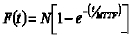 F(t) = N[1 - e^{-(t/MTTF)}]